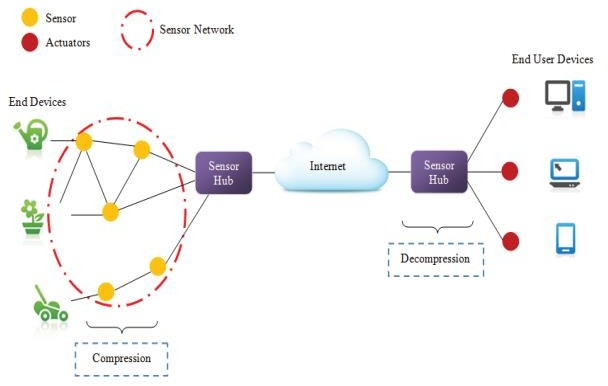 Sensor
Actuators
Sensor Network
End User Devices
End Devices
Sensor
Hub
Internet
Sensor
Hub
Decompression
Compression